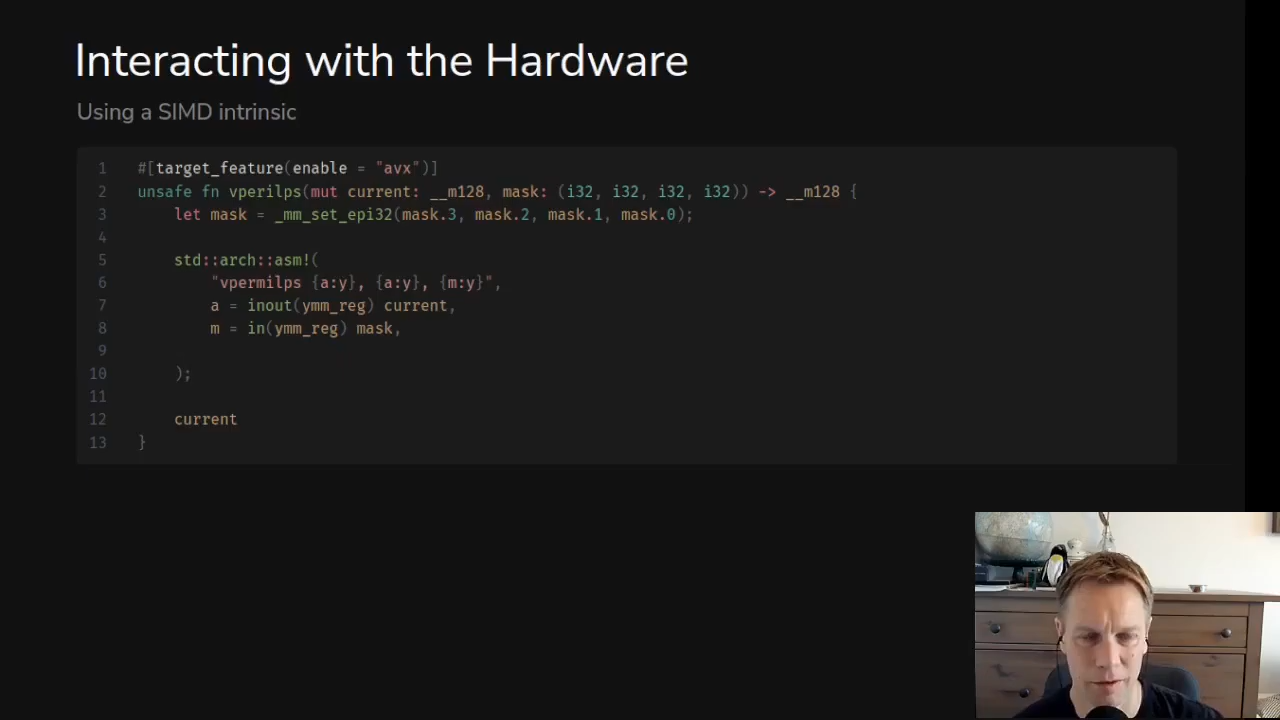 Interacting with the Hardware
Using a SIMD intrinsic
1 #[target_feature(enable = "avx")]
2 unsafe fn vperilps(mut current: __m128, mask: (i32, i32, i32, i32)) -> __m128 {
3 let mask = _mm_set_epi32(mask.3, mask.2, mask.1, mask.0);
4
5 std::arch::asm!(
6 "vpermilps {a:y}, {a:y}, {m:y}",
7 a = inout(ymm_reg) current,
8 m = in(ymm_reg) mask,
9
10 );
11
12 current
13 }